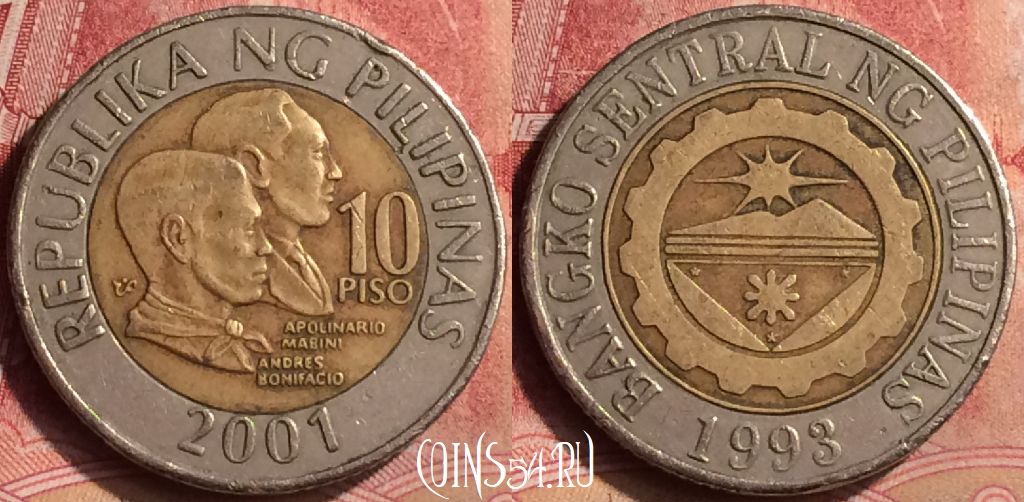 REPUBLIKA NG PILIPINAS
10
PISO
APOLINARIO
MABINI
ANDRES
BONIFACIO
2001
BANGKO SENTRAL NG PILIPINAS
1993
COINS54.RU